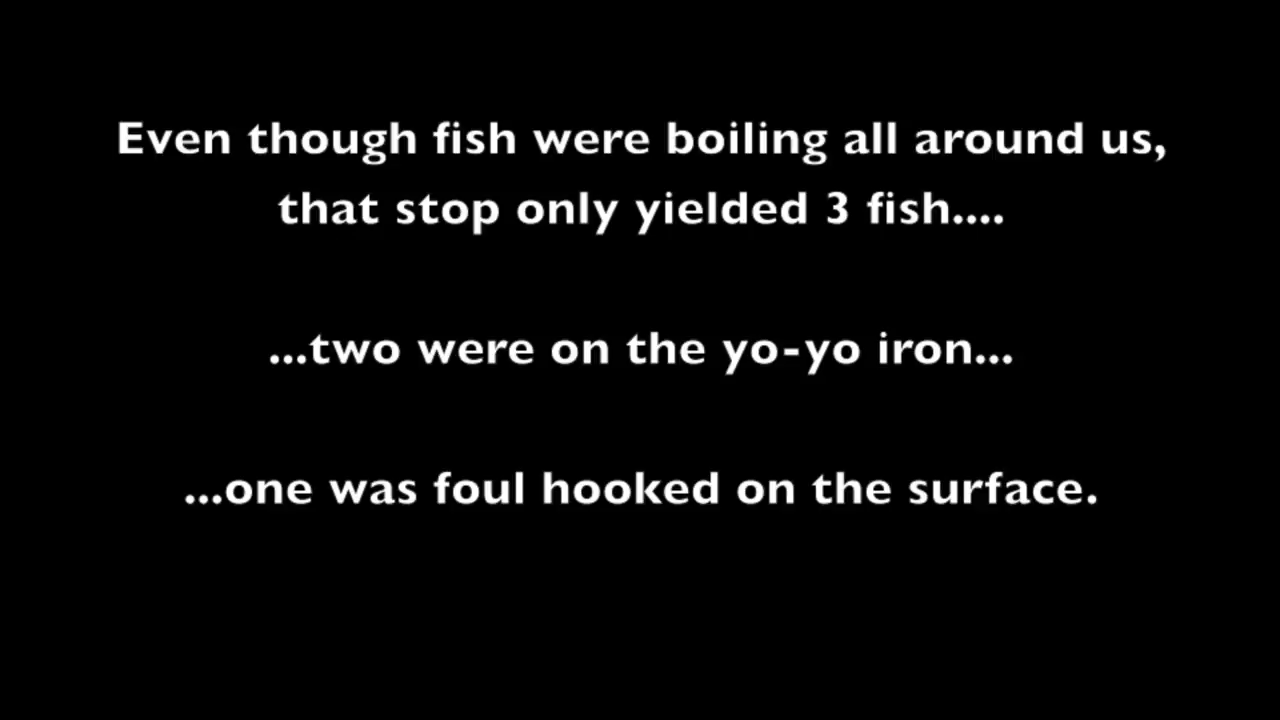 Even though fish were boiling all around us,
that stop only yielded 3 fish....
...two were on the yo-yo iron...
...one was foul hooked on the surface.